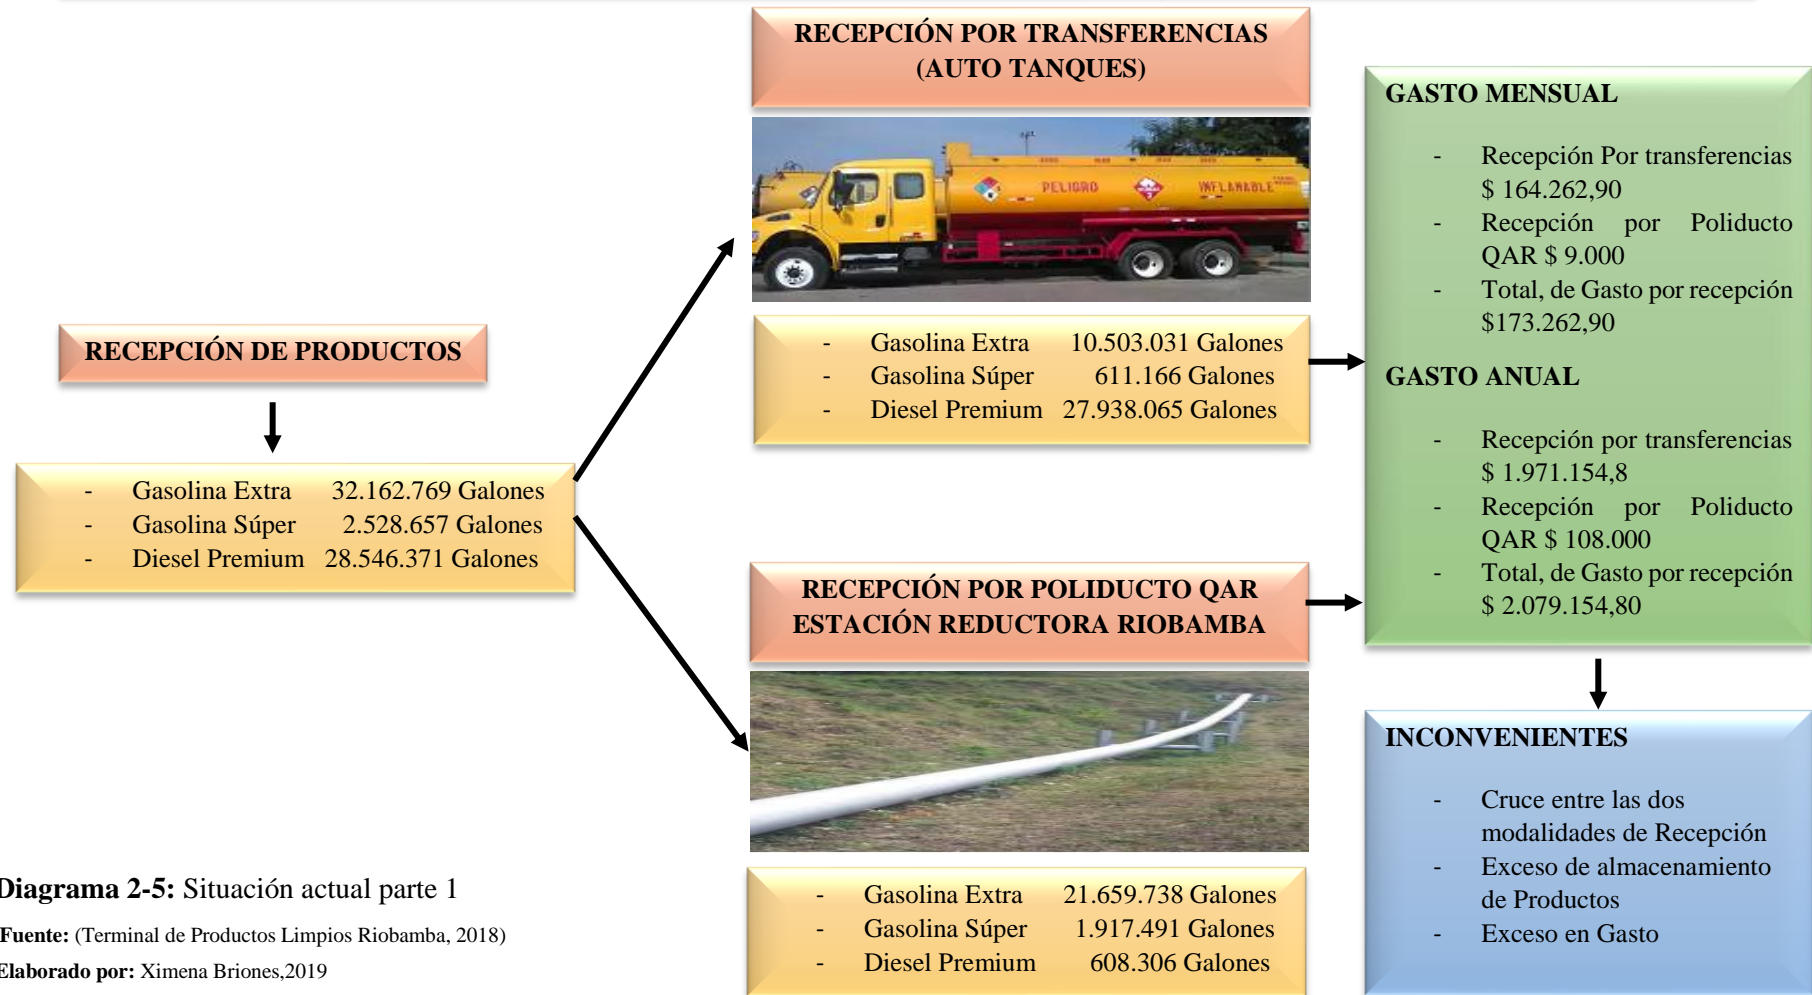 RECEPCIÓN POR TRANSFERENCIAS
(AUTO TANQUES)
PELIGRO
INFLAMABLE
- Gasolina Extra 10.503.031 Galones
- Gasolina Súper 611.166 Galones
- Diesel Premium 27.938.065 Galones
RECEPCIÓN DE PRODUCTOS
- Gasolina Extra 32.162.769 Galones
- Gasolina Súper 2.528.657 Galones
- Diesel Premium 28.546.371 Galones
RECEPCIÓN POR POLIDUCTO QAR
ESTACIÓN REDUCTORA RIOBAMBA
- Gasolina Extra 21.659.738 Galones
- Gasolina Súper 1.917.491 Galones
- Diesel Premium 608.306 Galones
GASTO MENSUAL
- Recepción Por transferencias
$ 164.262,90
- Recepción por Poliducto
QAR $ 9.000
- Total, de Gasto por recepción
$173.262,90
GASTO ANUAL
- Recepción por transferencias
$ 1.971.154,8
- Recepción por Poliducto
QAR $ 108.000
- Total, de Gasto por recepción
$ 2.079.154,80
INCONVENIENTES
- Cruce entre las dos
modalidades de Recepción
- Exceso de almacenamiento
de Productos
- Exceso en Gasto
Diagrama 2-5: Situación actual parte 1
Fuente: (Terminal de Productos Limpios Riobamba, 2018)
Elaborado por: Ximena Briones,2019